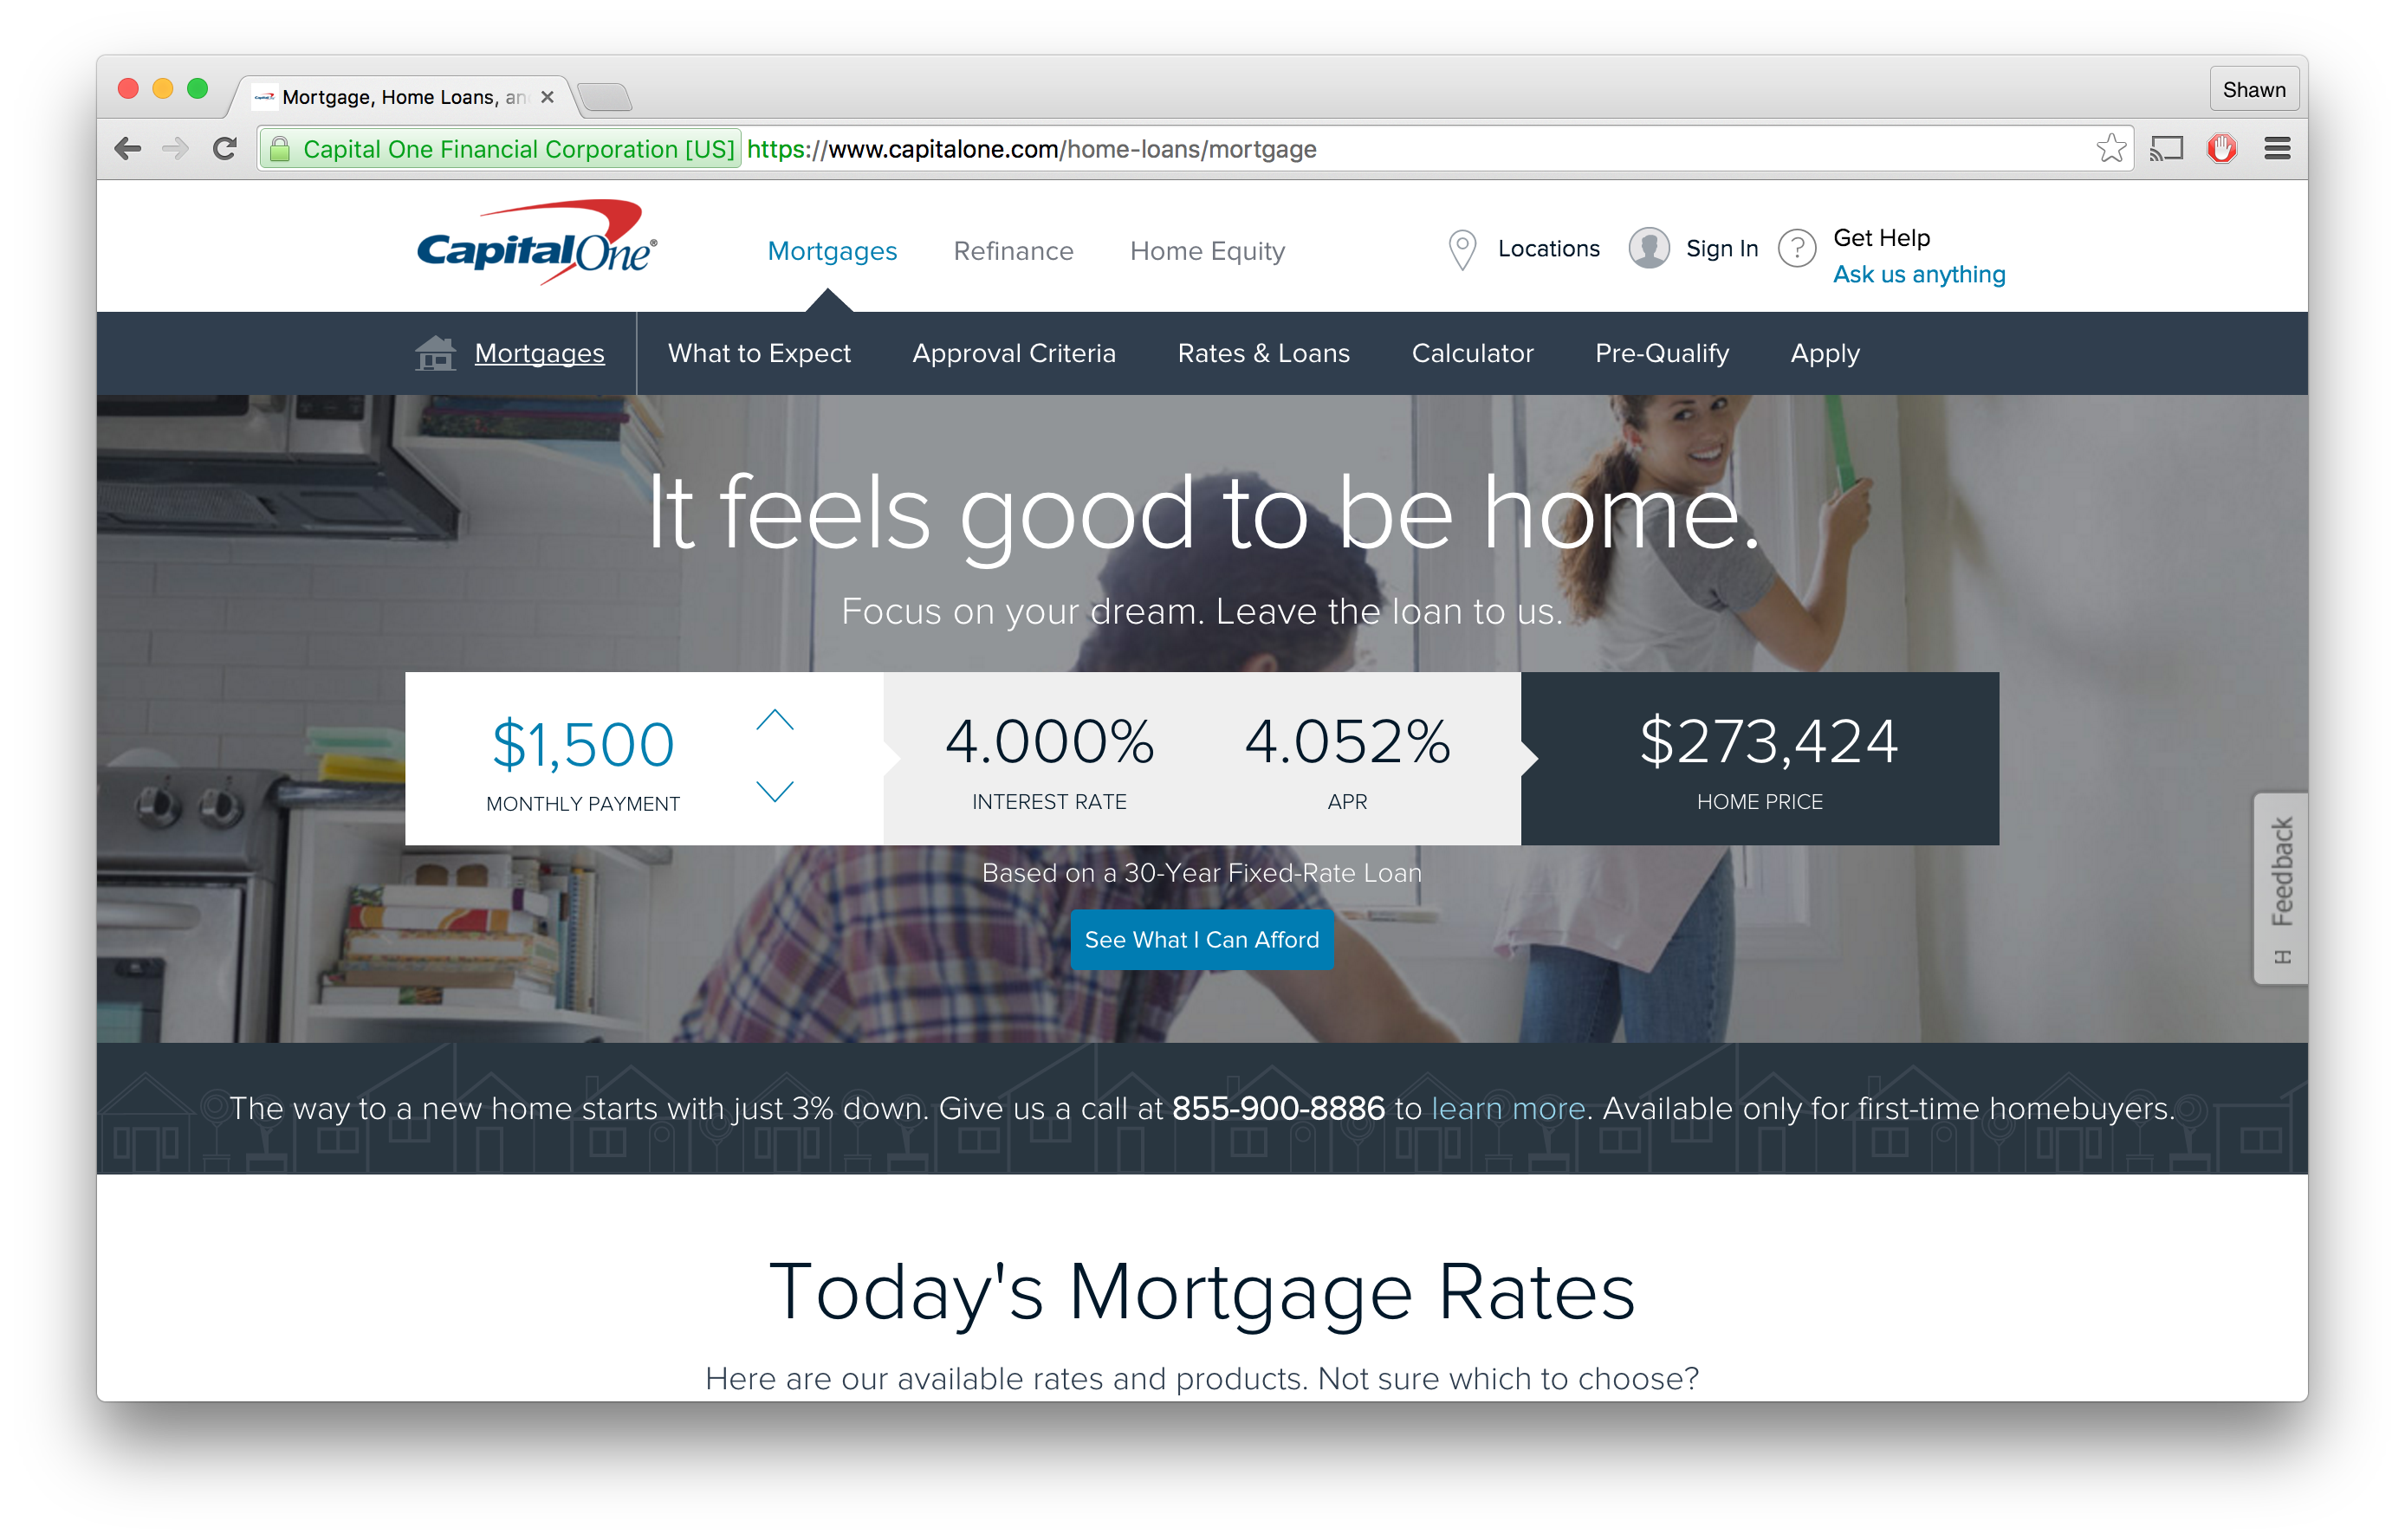 Mortgage, Home Loans, an
Shawn
Capital One Financial Corporation [US] https://www.capitalone.com/home-loans/mortgage
CapitalOne®
Mortgages Refinance Home Equity
Locations Sign In ? Get Help
Ask us anything
Mortgages What to Expect Approval Criteria Rates & Loans Calculator Pre-Qualify Apply
It feels good to be home.
Focus on your dream. Leave the loan to us.
$1,500 4.000% 4.052% $273,424
MONTHLY PAYMENT INTEREST RATE APR HOME PRICE
Based on a 30-Year Fixed-Rate Loan
See What I Can Afford
Feedback
The way to a new home starts with just 3% down. Give us a call at 855-900-8886 to learn more. Available only for first-time homebuyers.
Today's Mortgage Rates
Here are our available rates and products. Not sure which to choose?